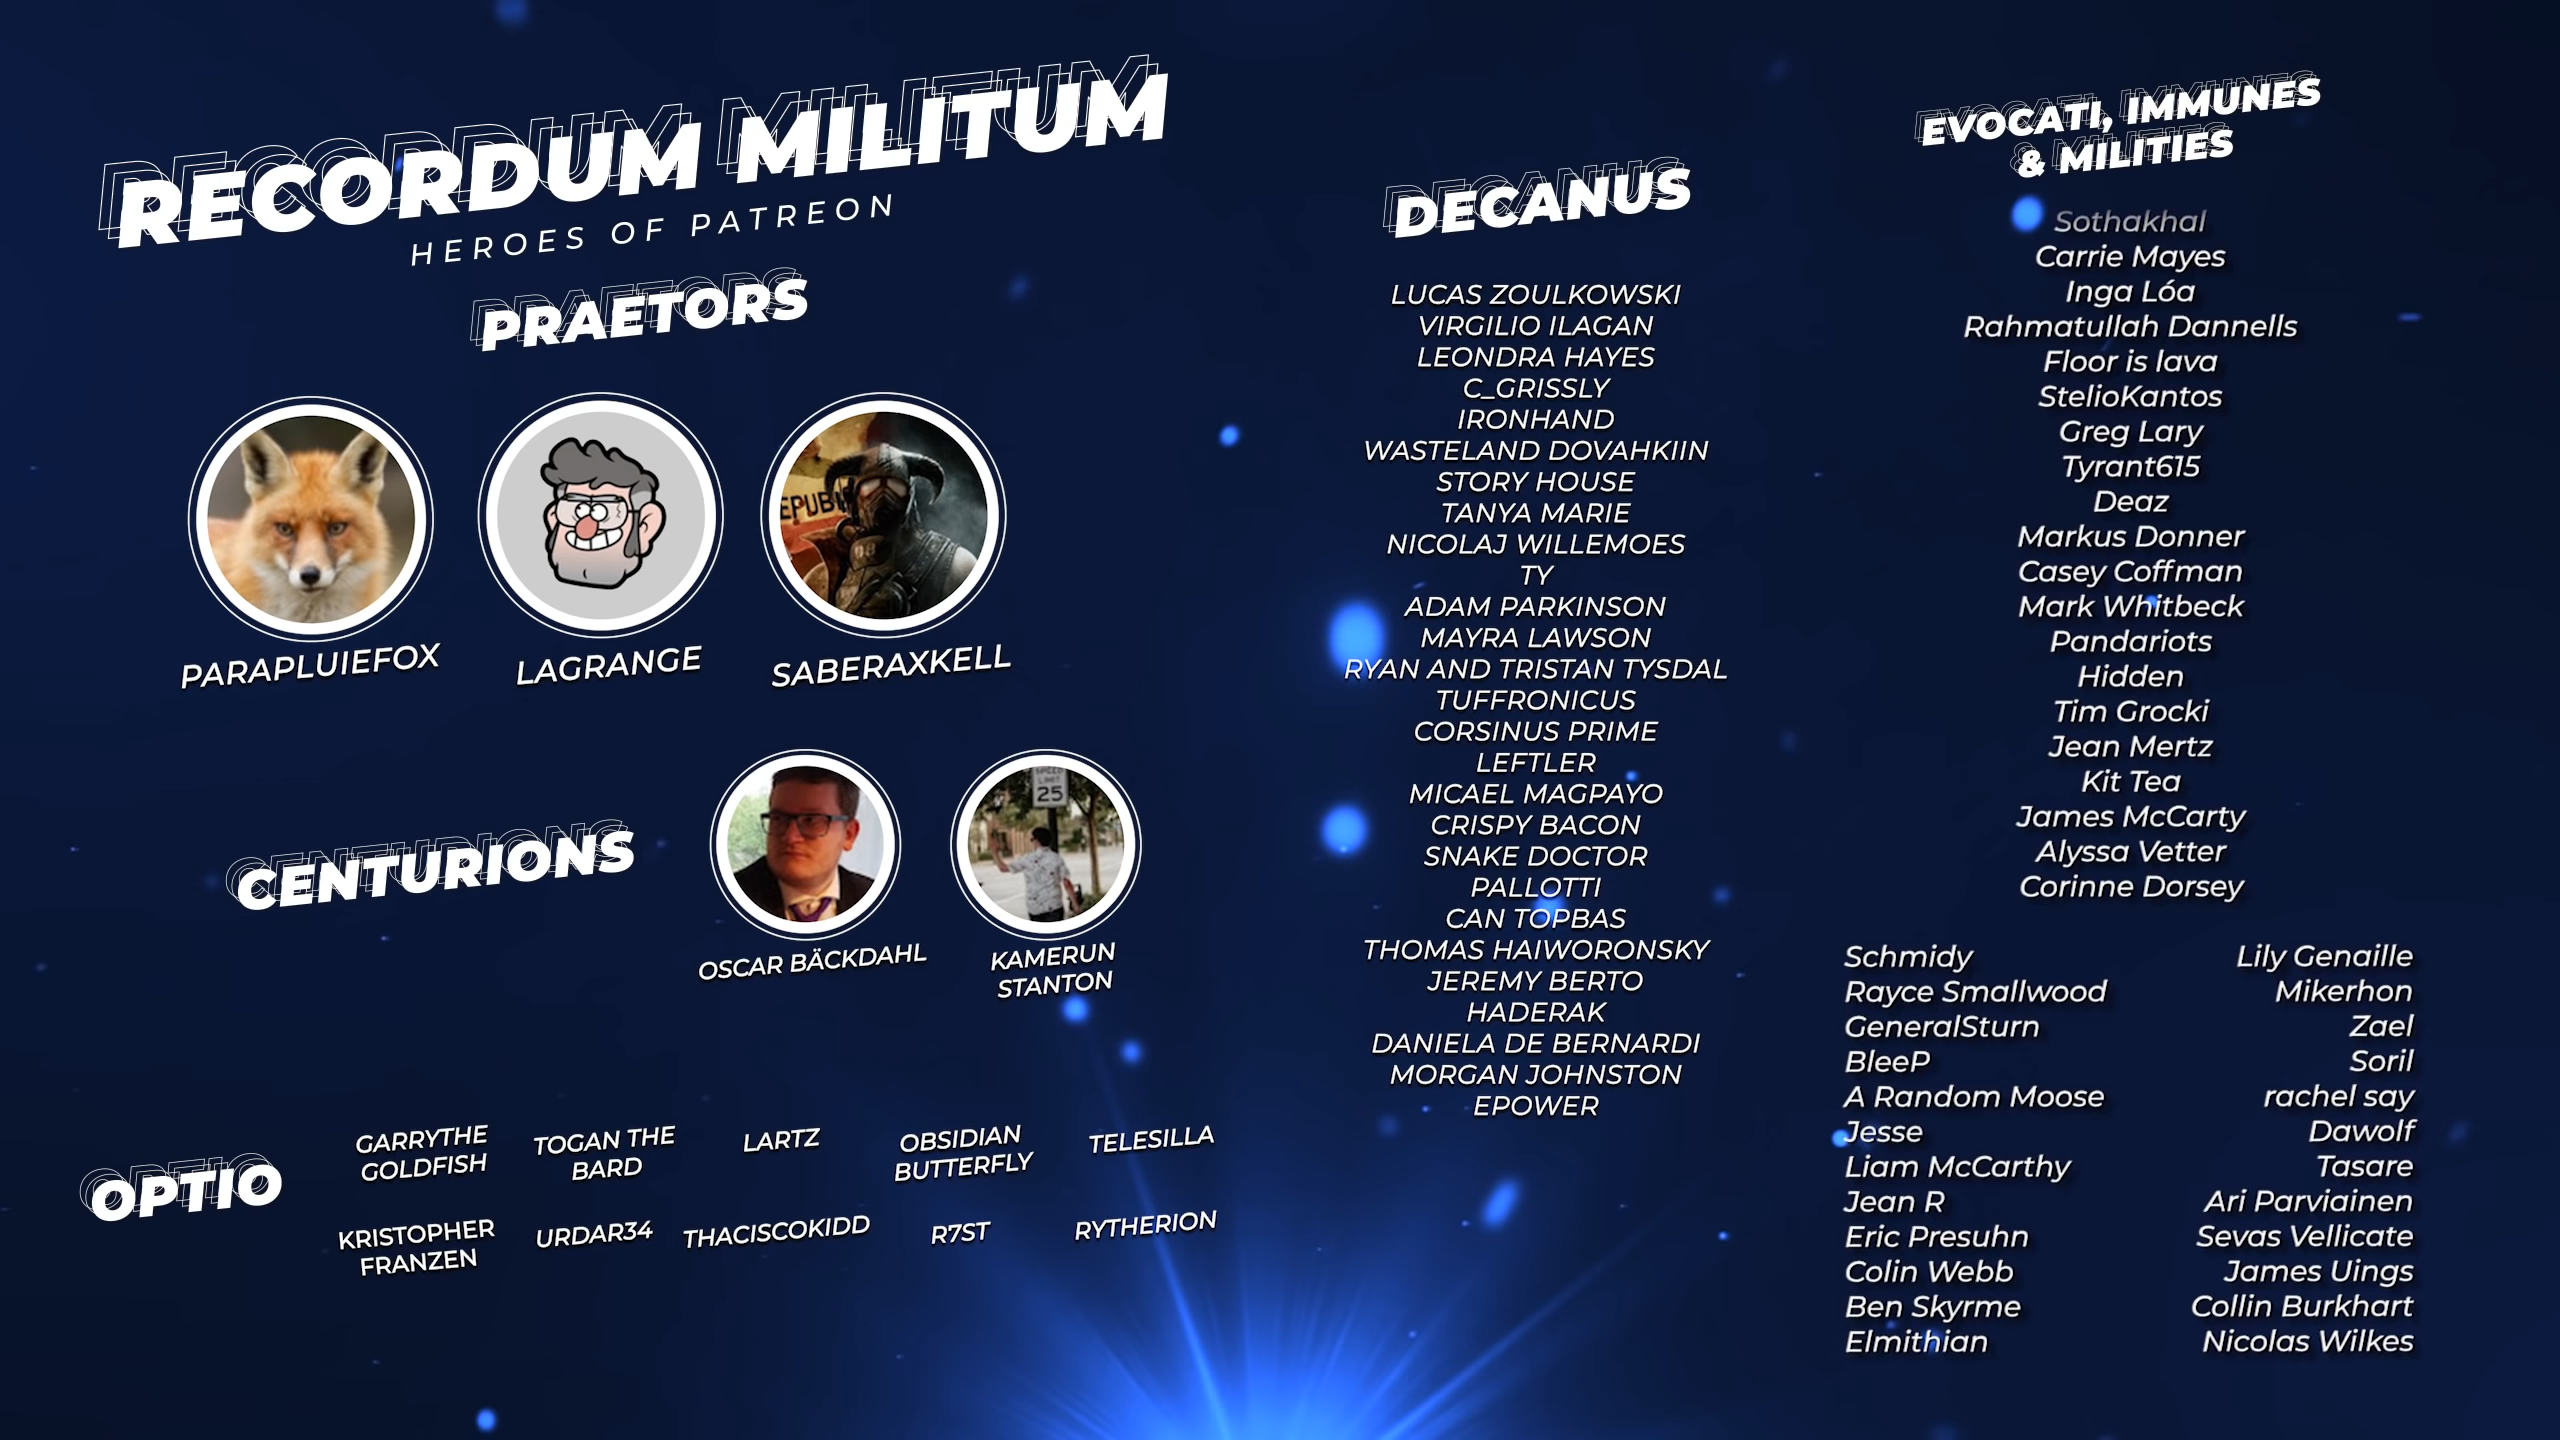 RECORDUM MILITUM
HEROES OF PATREON
PRAETORS
EPUBI
PARAPLUIEFOX
LAGRANGE
SABERAXKELL
CENTURIONS
SPEED
LIMIT
25
OSCAR BÄCKDAHL
KAMERUN
STANTON
OPTIO
GARRYTHE
GOLDFISH
TOGAN THE
BARD
LARTZ
OBSIDIAN
BUTTERFLY
TELESILLA
KRISTOPHER
FRANZEN
URDAR34
THACISCOKIDD
R7ST
RYTHERION
DECANUS
LUCAS ZOULKOWSKI
VIRGILIO ILAGAN
LEONDRA HAYES
C_GRISSLY
IRONHAND
WASTELAND DOVAHKIIN
STORY HOUSE
TANYA MARIE
NICOLAJ WILLEMOES
TY
ADAM PARKINSON
MAYRA LAWSON
RYAN AND TRISTAN TYSDAL
TUFFRONICUS
CORSINUS PRIME
LEFTLER
MICAEL MAGPAYO
CRISPY BACON
SNAKE DOCTOR
PALLOTTI
CAN TOPBAS
THOMAS HAIWORONSKY
JEREMY BERTO
HADERAK
DANIELA DE BERNARDI
MORGAN JOHNSTON
EPOWER
EVOCATI, IMMUNES
& MILITIES
Sothakhal
Carrie Mayes
Inga Lóa
Rahmatullah Dannells
Floor is lava
StelioKantos
Greg Lary
Tyrant615
Deaz
Markus Donner
Casey Coffman
Mark Whitbeck
Pandariots
Hidden
Tim Grocki
Jean Mertz
Kit Tea
James McCarty
Alyssa Vetter
Corinne Dorsey
Schmidy
Rayce Smallwood
GeneralSturn
BleeP
A Random Moose
Jesse
Liam McCarthy
Jean R
Eric Presuhn
Colin Webb
Ben Skyrme
Elmithian
Lily Genaille
Mikerhon
Zael
Soril
rachel say
Dawolf
Tasare
Ari Parviainen
Sevas Vellicate
James Uings
Collin Burkhart
Nicolas Wilkes